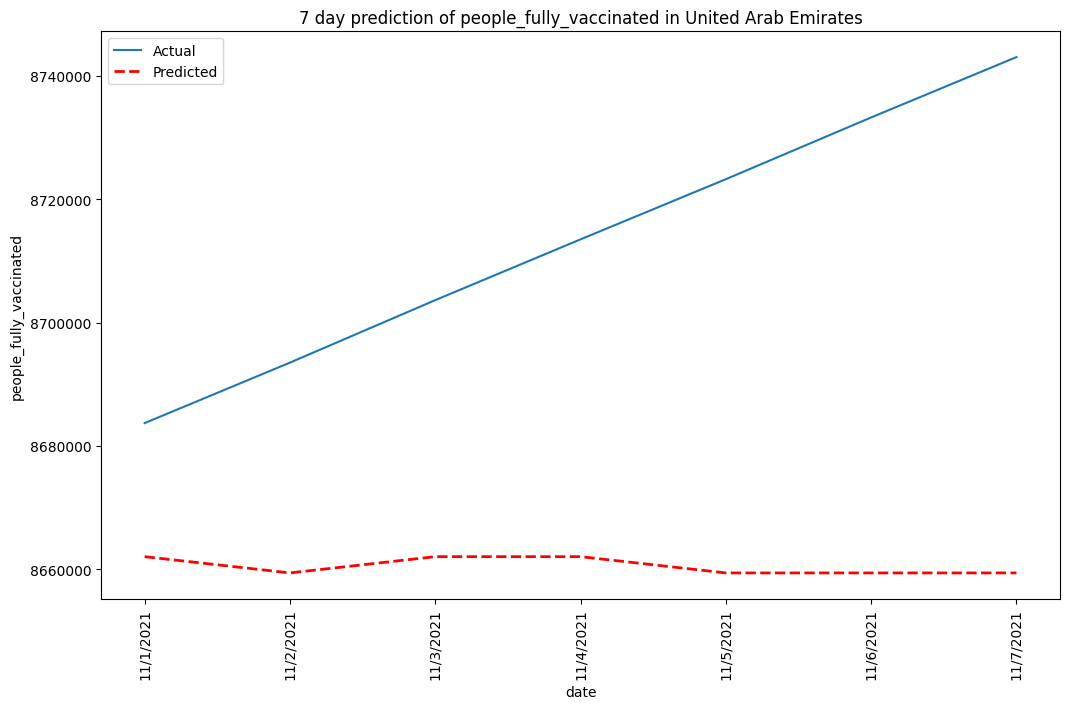 7 day prediction of people_fully_vaccinated in United Arab Emirates
Actual
Predicted
people_fully_vaccinated
8740000
8720000
8700000
8680000
8660000
11/1/2021
11/2/2021
11/3/2021
11/4/2021
11/5/2021
11/6/2021
11/7/2021
date